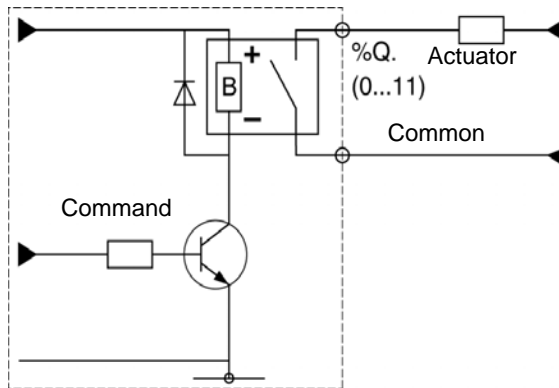 +
B
−
%Q.
(0...11)
Actuator
Common
Command